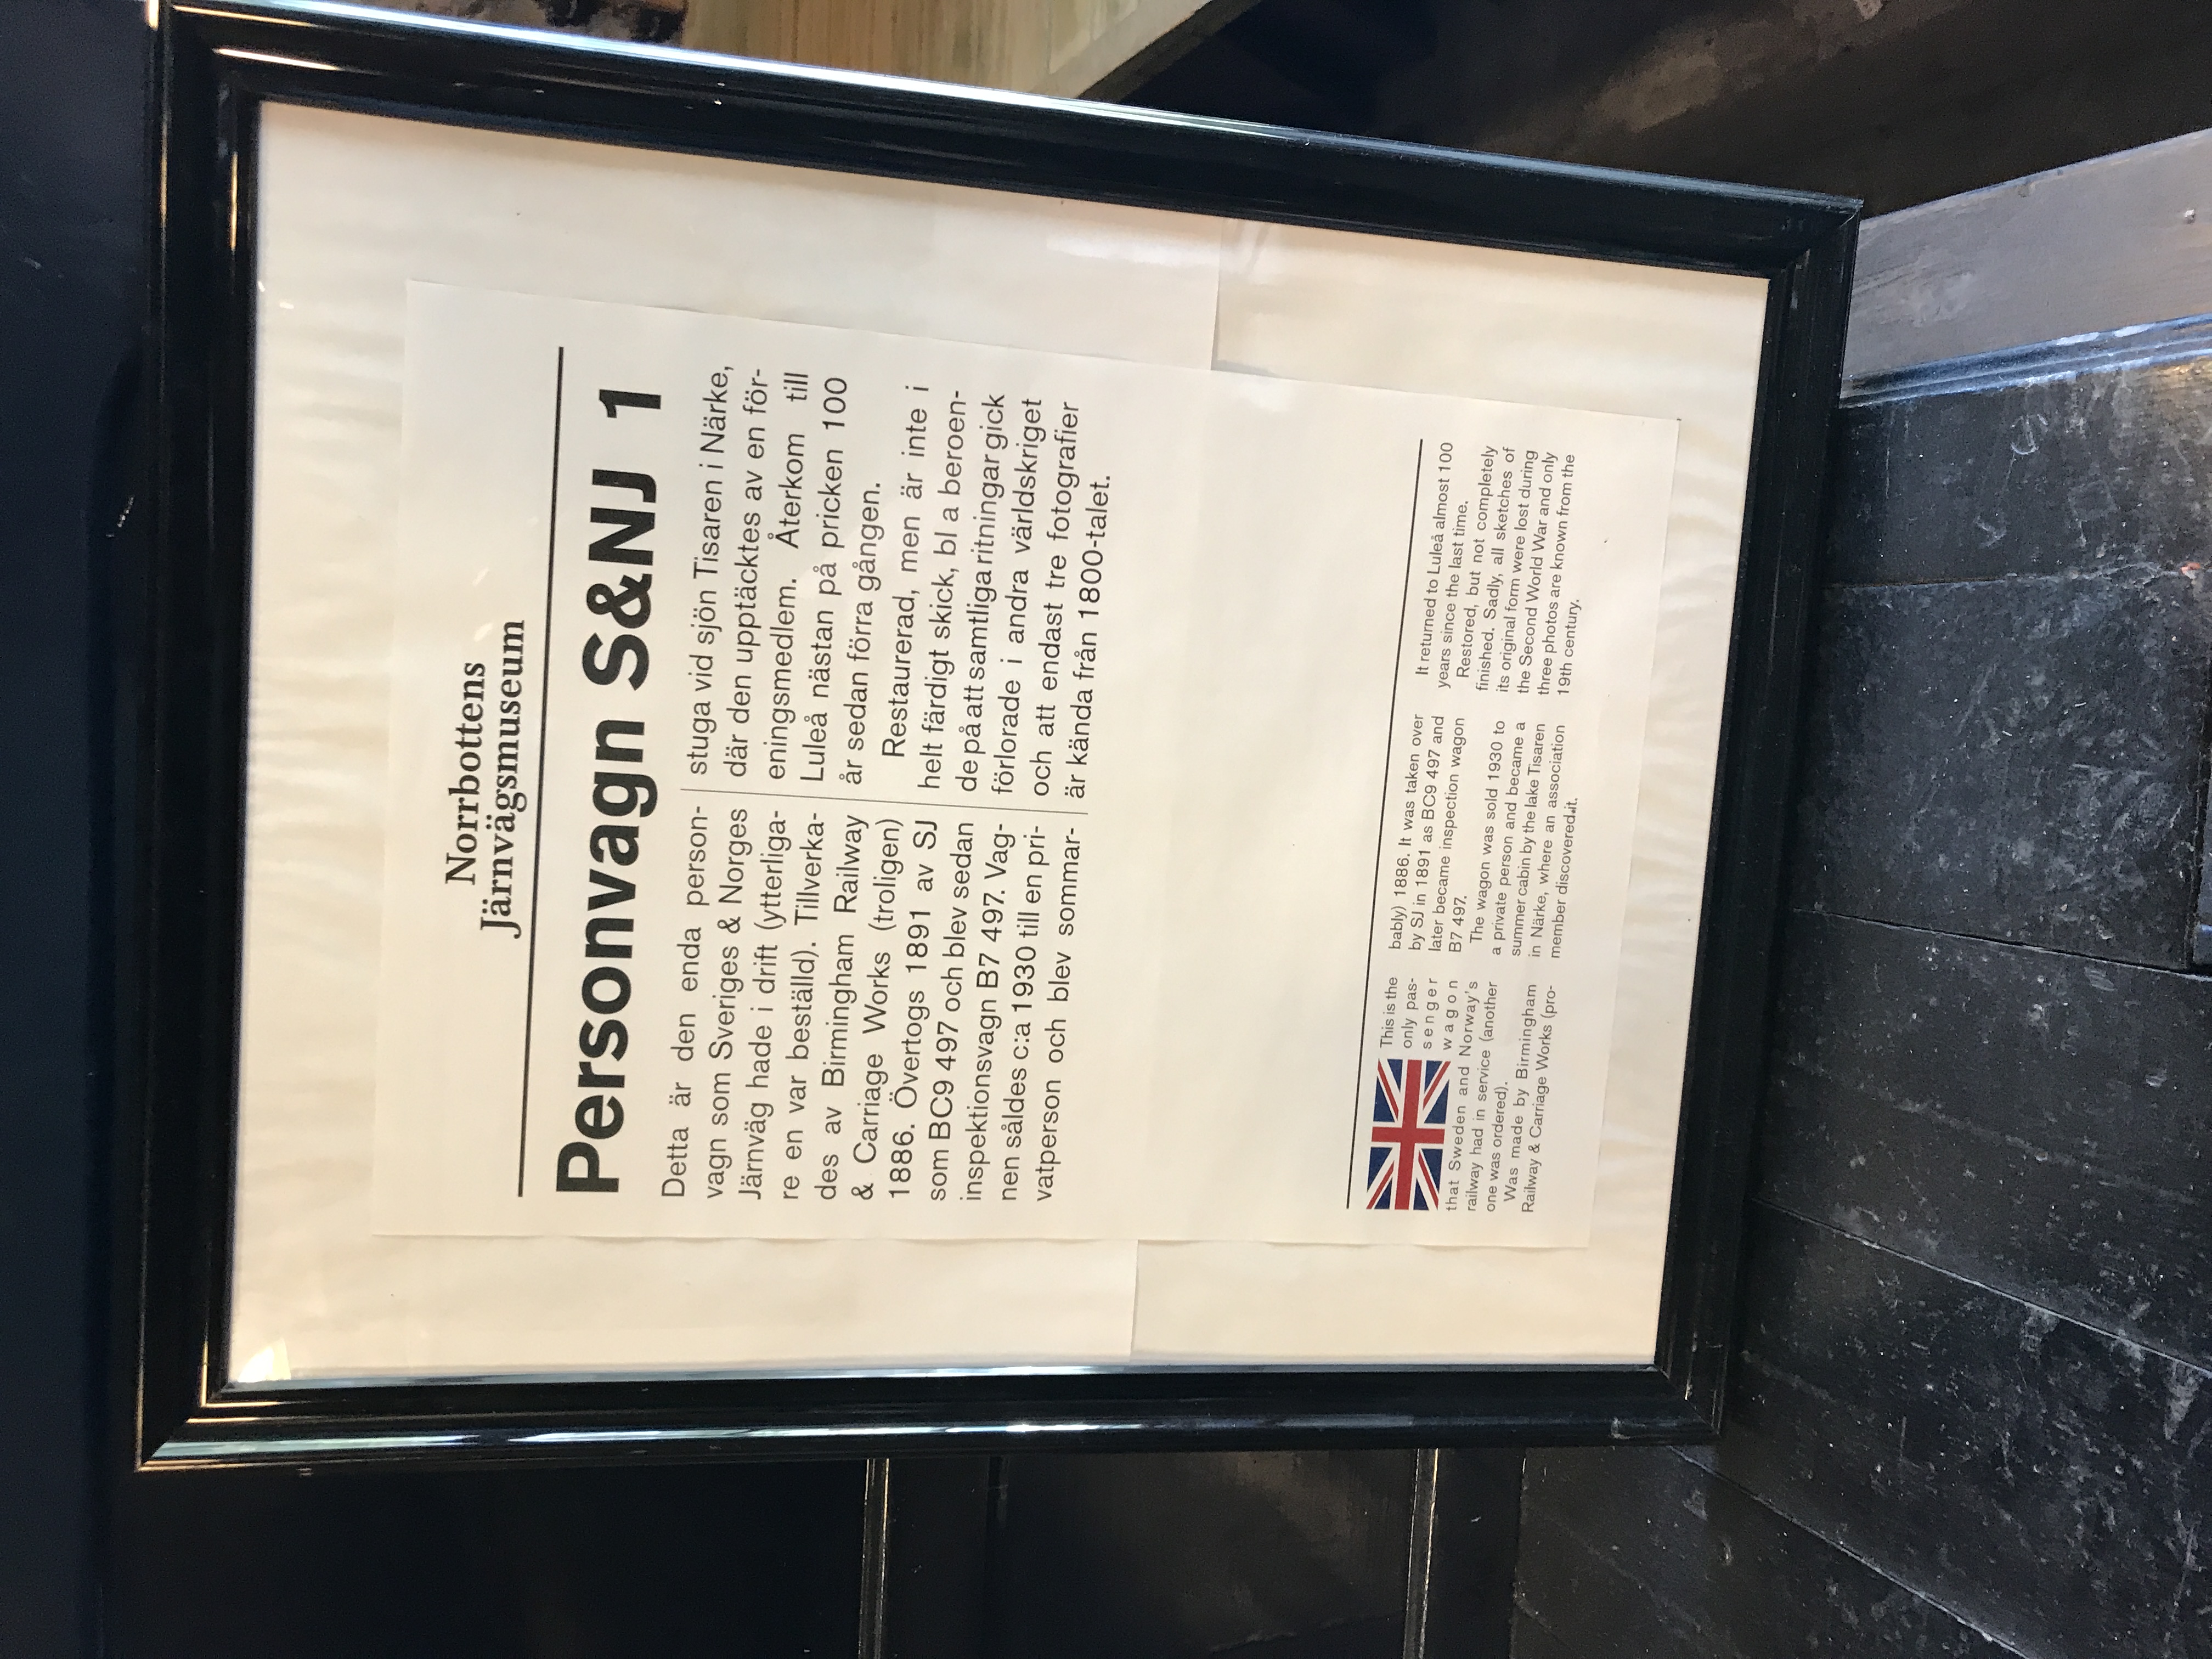 Norrbottens
Järnvägsmuseum
Personvagn S&NJ 1
Detta är den enda person-
vagn som Sveriges & Norges
Järnväg hade i drift (ytterliga-
re en var beställd). Tillverka-
des av Birmingham Railway
& Carriage Works (troligen)
1886. Övertogs 1891 av SJ
som BC9 497 och blev sedan
inspektionsvagn B7 497. Vag-
nen såldes c:a 1930 till en pri-
vatperson och blev sommar-
stuga vid sjön Tisaren i Närke,
där den upptäcktes av en för-
eningsmedlem. Återkom till
Luleå nästan på pricken 100
år sedan förra gången.
Restaurerad, men är inte i
helt färdigt skick, bl a beroen-
de på att samtliga ritningar gick
förlorade i andra världskriget
och att endast tre fotografier
är kända från 1800-talet.
This is the
only pas-
senger
wagon
that Sweden and Norway's
railway had in service (another
one was ordered).
Was made by Birmingham
Railway & Carriage Works (pro-
bably) 1886. It was taken over
by SJ in 1891 as BC9 497 and
later became inspection wagon
B7 497.
The wagon was sold 1930 to
a private person and became a
summer cabin by the lake Tisaren
in Närke, where an association
member discovered it.
It returned to Luleå almost 100
years since the last time.
Restored, but not completely
finished. Sadly, all sketches of
its original form were lost during
the Second World War and only
three photos are known from the
19th century.